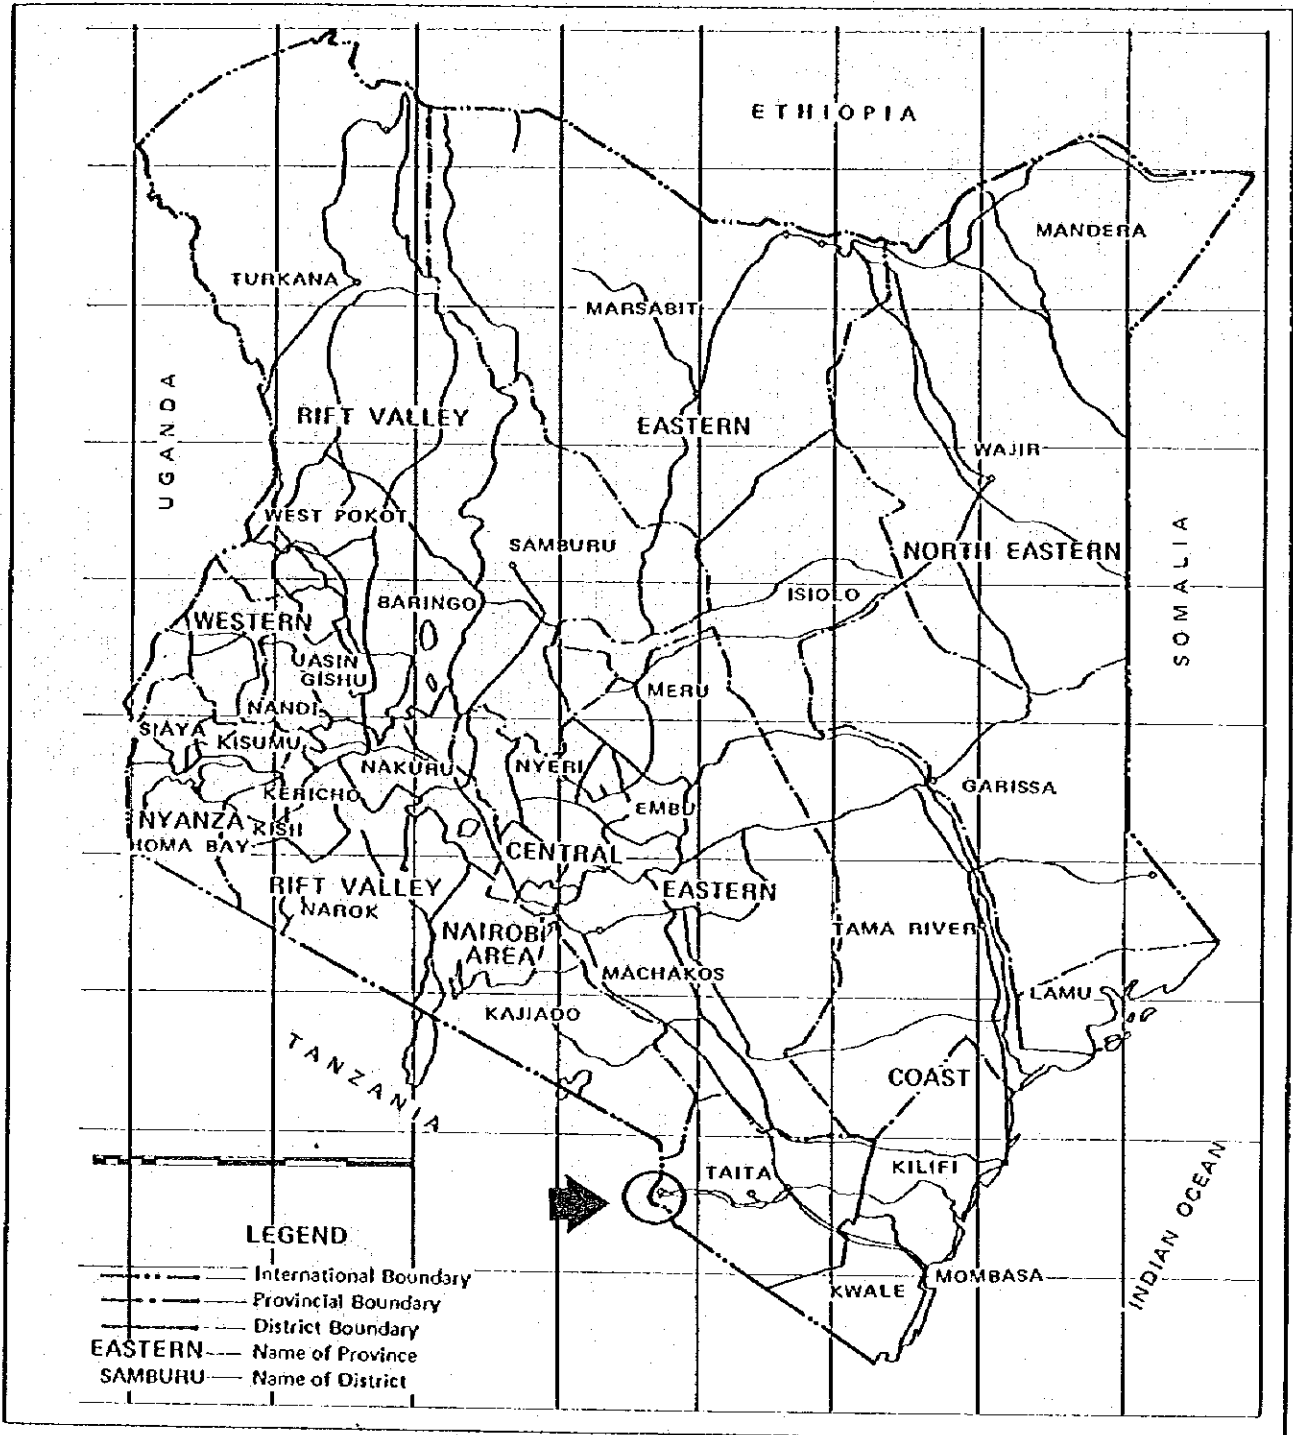 ETHIOPIA
MANDERA
TURKANA
MARSABIT
UGANDA
RIFT VALLEY
EASTERN
WAJIR
WEST POKOT
SAMBURU
NORTH EASTERN
SOMALIA
BARINGO
ISIOLO
WESTERN
UASIN
GISHU
MERU
NANDI
SIAYA
KISUMU
NAKURU
NYERI
GARISSA
KERICHO
EMBU
NYANZA
KISII
HOMA BAY
CENTRAL
RIFT VALLEY
EASTERN
NAROK
NAIROBI
AREA
TAMA RIVER
MACHAKOS
LAMU
KAJIADO
TANZANIA
COAST
TAITA
KILIFI
INDIAN OCEAN
MOMBASA
KWALE
LEGEND
International Boundary
Provincial Boundary
District Boundary
EASTERN Name of Province
SAMBURU Name of District